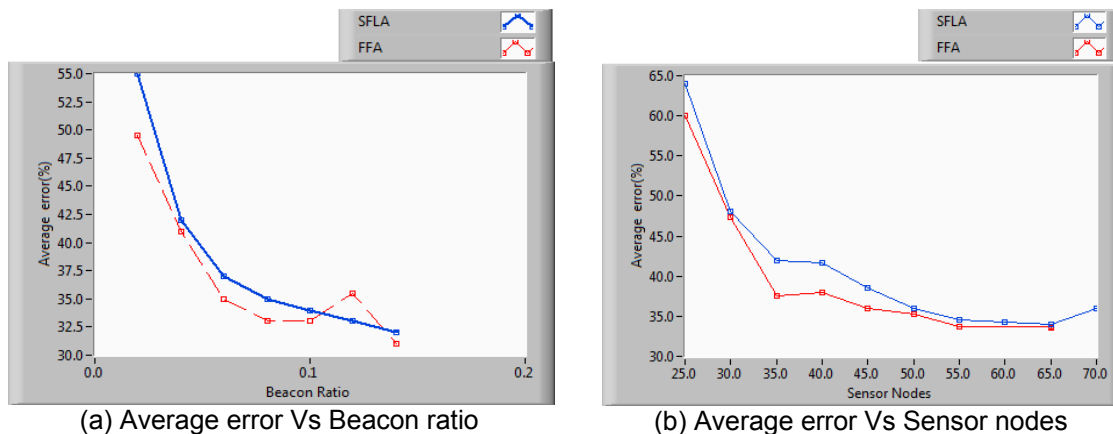 SFLA
FFA
55.0
52.5
50.0
47.5
45.0
42.5
40.0
37.5
35.0
32.5
30.0
Average error(%)
0.0 0.1 0.2
Beacon Ratio
(a) Average error Vs Beacon ratio
SFLA
FFA
65.0
60.0
55.0
50.0
45.0
40.0
35.0
30.0
Average error(%)
25.0 30.0 35.0 40.0 45.0 50.0 55.0 60.0 65.0 70.0
Sensor Nodes
(b) Average error Vs Sensor nodes